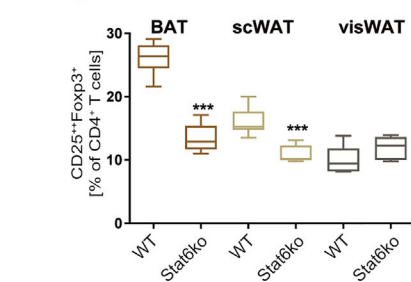 BAT scWAT visWAT
CD25⁺⁺Foxp3⁺
[% of CD4⁺ T cells]
30
20
10
0
***
***
WT Stat6ko WT Stat6ko WT Stat6ko